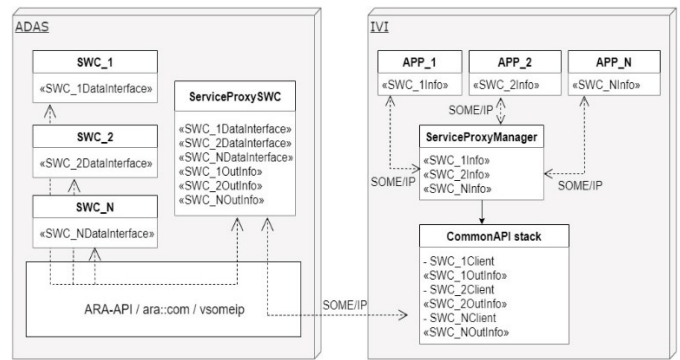 ADAS
SWC_1
«SWC_1DataInterface»
SWC_2
«SWC_2DataInterface»
SWC_N
«SWC_NDataInterface»
ServiceProxySWC
«SWC_1DataInterface»
«SWC_2DataInterface»
«SWC_NDataInterface»
«SWC_1OutInfo»
«SWC_2OutInfo»
«SWC_NOutInfo»
ARA-API / ara::com / vsomeip
SOME/IP
IVI
APP_1
«SWC_1Info»
APP_2
«SWC_2Info»
APP_N
«SWC_NInfo»
SOME/IP
ServiceProxyManager
«SWC_1Info»
«SWC_2Info»
«SWC_NInfo»
SOME/IP
SOME/IP
CommonAPI stack
- SWC_1Client
«SWC_1OutInfo»
- SWC_2Client
«SWC_2OutInfo»
- SWC_NClient
«SWC_NOutInfo»